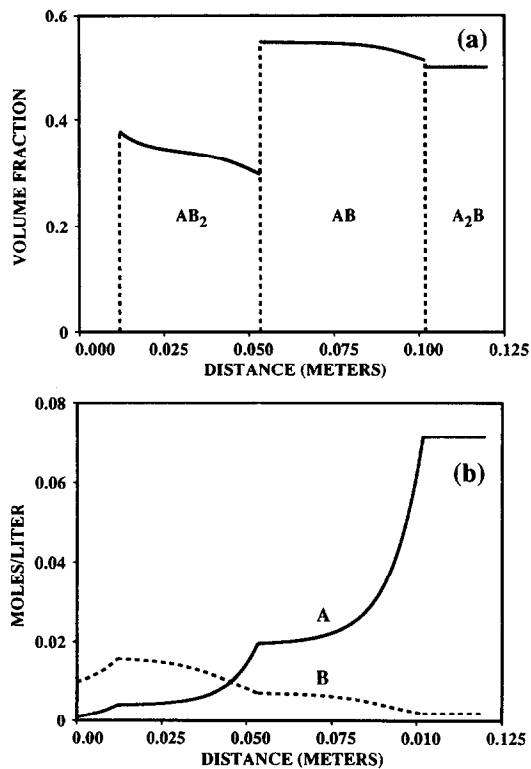 0.6
(a)
0.4
VOLUME FRACTION
0.2
AB₂
AB
A₂B
0
0.000
0.025
0.050
0.075
0.100
0.125
DISTANCE (METERS)
0.08
(b)
0.06
MOLES/LITER
0.04
A
0.02
B
0
0.00
0.025
0.050
0.075
0.010
0.125
DISTANCE (METERS)